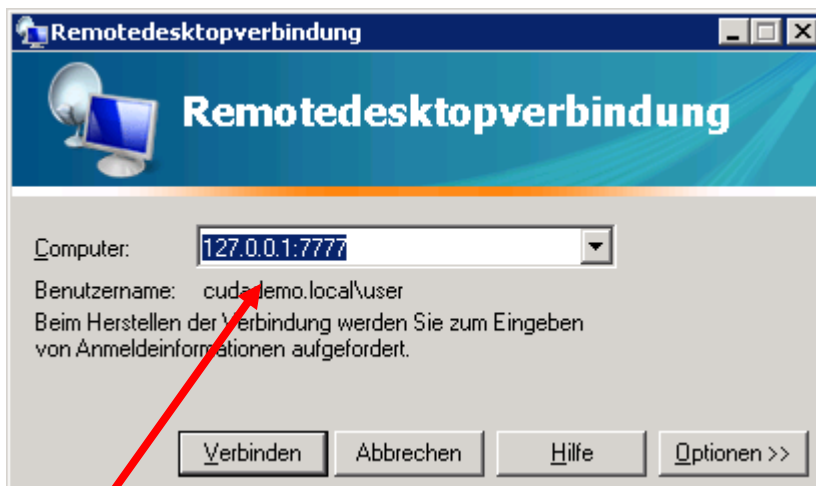 Remotedesktopverbindung
Remotedesktopverbindung
Computer: 127.0.0.1:7777
Benutzername: cudademo.local\user
Beim Herstellen der Verbindung werden Sie zum Eingeben
von Anmeldeinformationen aufgefordert.
Verbinden Abbrechen Hilfe Optionen >>